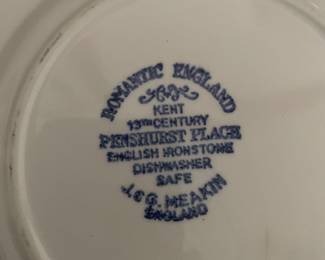 ROMANTIC ENGLAND
KENT
13TH CENTURY
PENSHURST PLACE
ENGLISH IRONSTONE
DISHWASHER
SAFE
J. & G. MEAKIN
ENGLAND